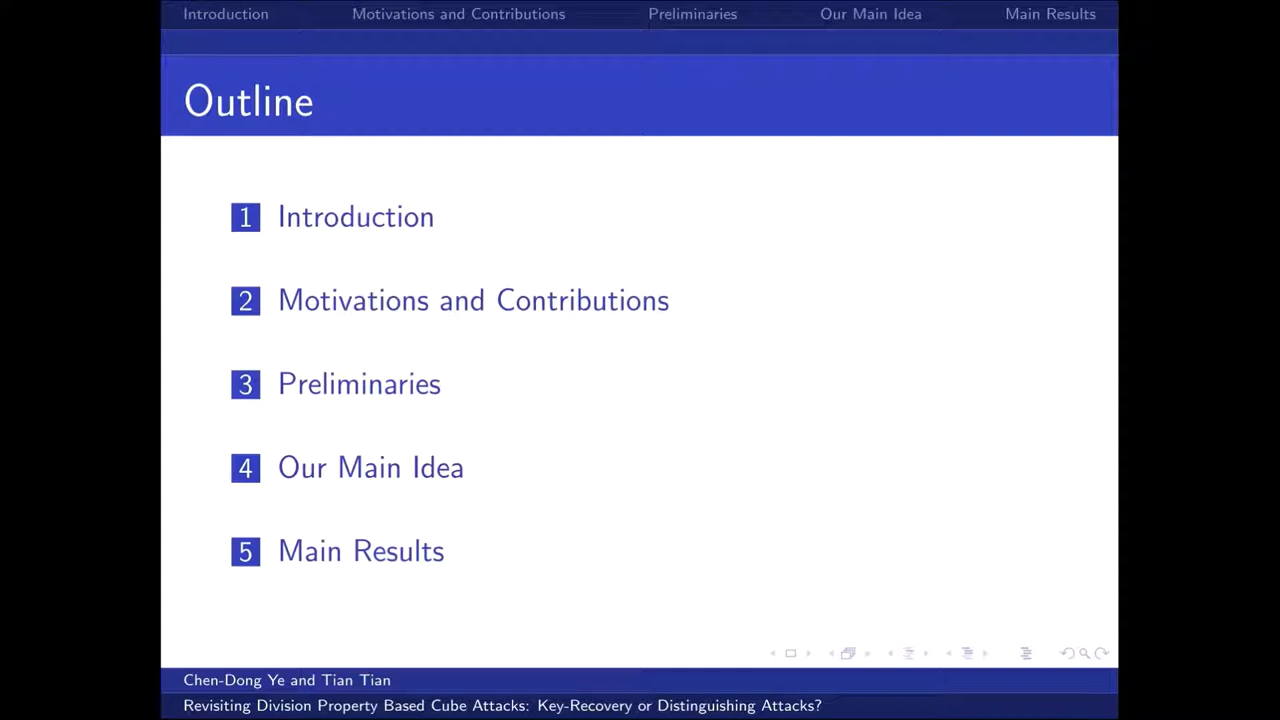 Introduction Motivations and Contributions Preliminaries Our Main Idea Main Results
Outline
1 Introduction
2 Motivations and Contributions
3 Preliminaries
4 Our Main Idea
5 Main Results
Chen-Dong Ye and Tian Tian
Revisiting Division Property Based Cube Attacks: Key-Recovery or Distinguishing Attacks?